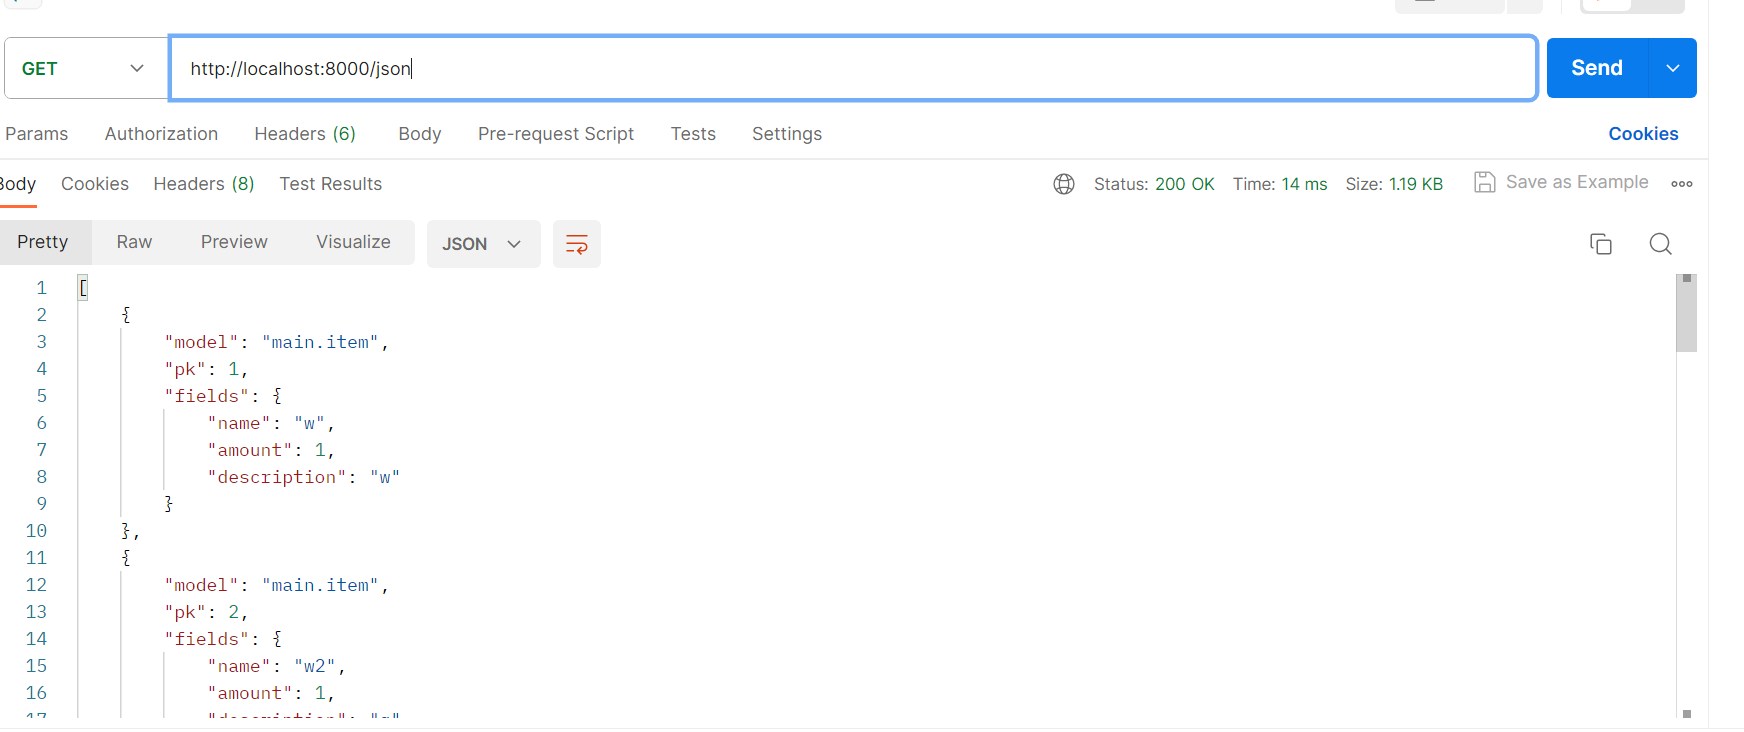 GET http://localhost:8000/json Send
Params Authorization Headers (6) Body Pre-request Script Tests Settings Cookies
Body Cookies Headers (8) Test Results Status: 200 OK Time: 14 ms Size: 1.19 KB Save as Example
Pretty Raw Preview Visualize JSON
1 [
2 {
3 "model": "main.item",
4 "pk": 1,
5 "fields": {
6 "name": "w",
7 "amount": 1,
8 "description": "w"
9 }
10 },
11 {
12 "model": "main.item",
13 "pk": 2,
14 "fields": {
15 "name": "w2",
16 "amount": 1,
17 "description":